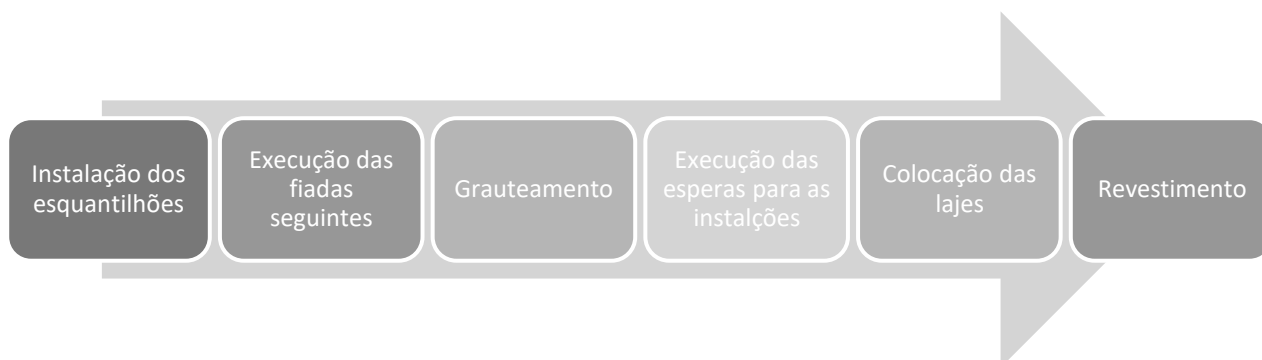 Instalação dos
esquantilhões
Execução das
fiadas
seguintes
Grauteamento
Execução das
esperas para as
instalções
Colocação das
lajes
Revestimento